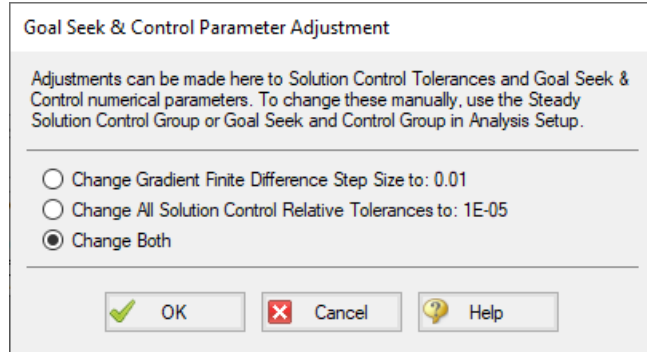 Goal Seek & Control Parameter Adjustment
Adjustments can be made here to Solution Control Tolerances and Goal Seek &
Control numerical parameters. To change these manually, use the Steady
Solution Control Group or Goal Seek and Control Group in Analysis Setup.
Change Gradient Finite Difference Step Size to: 0.01
Change All Solution Control Relative Tolerances to: 1E-05
Change Both
OK Cancel Help